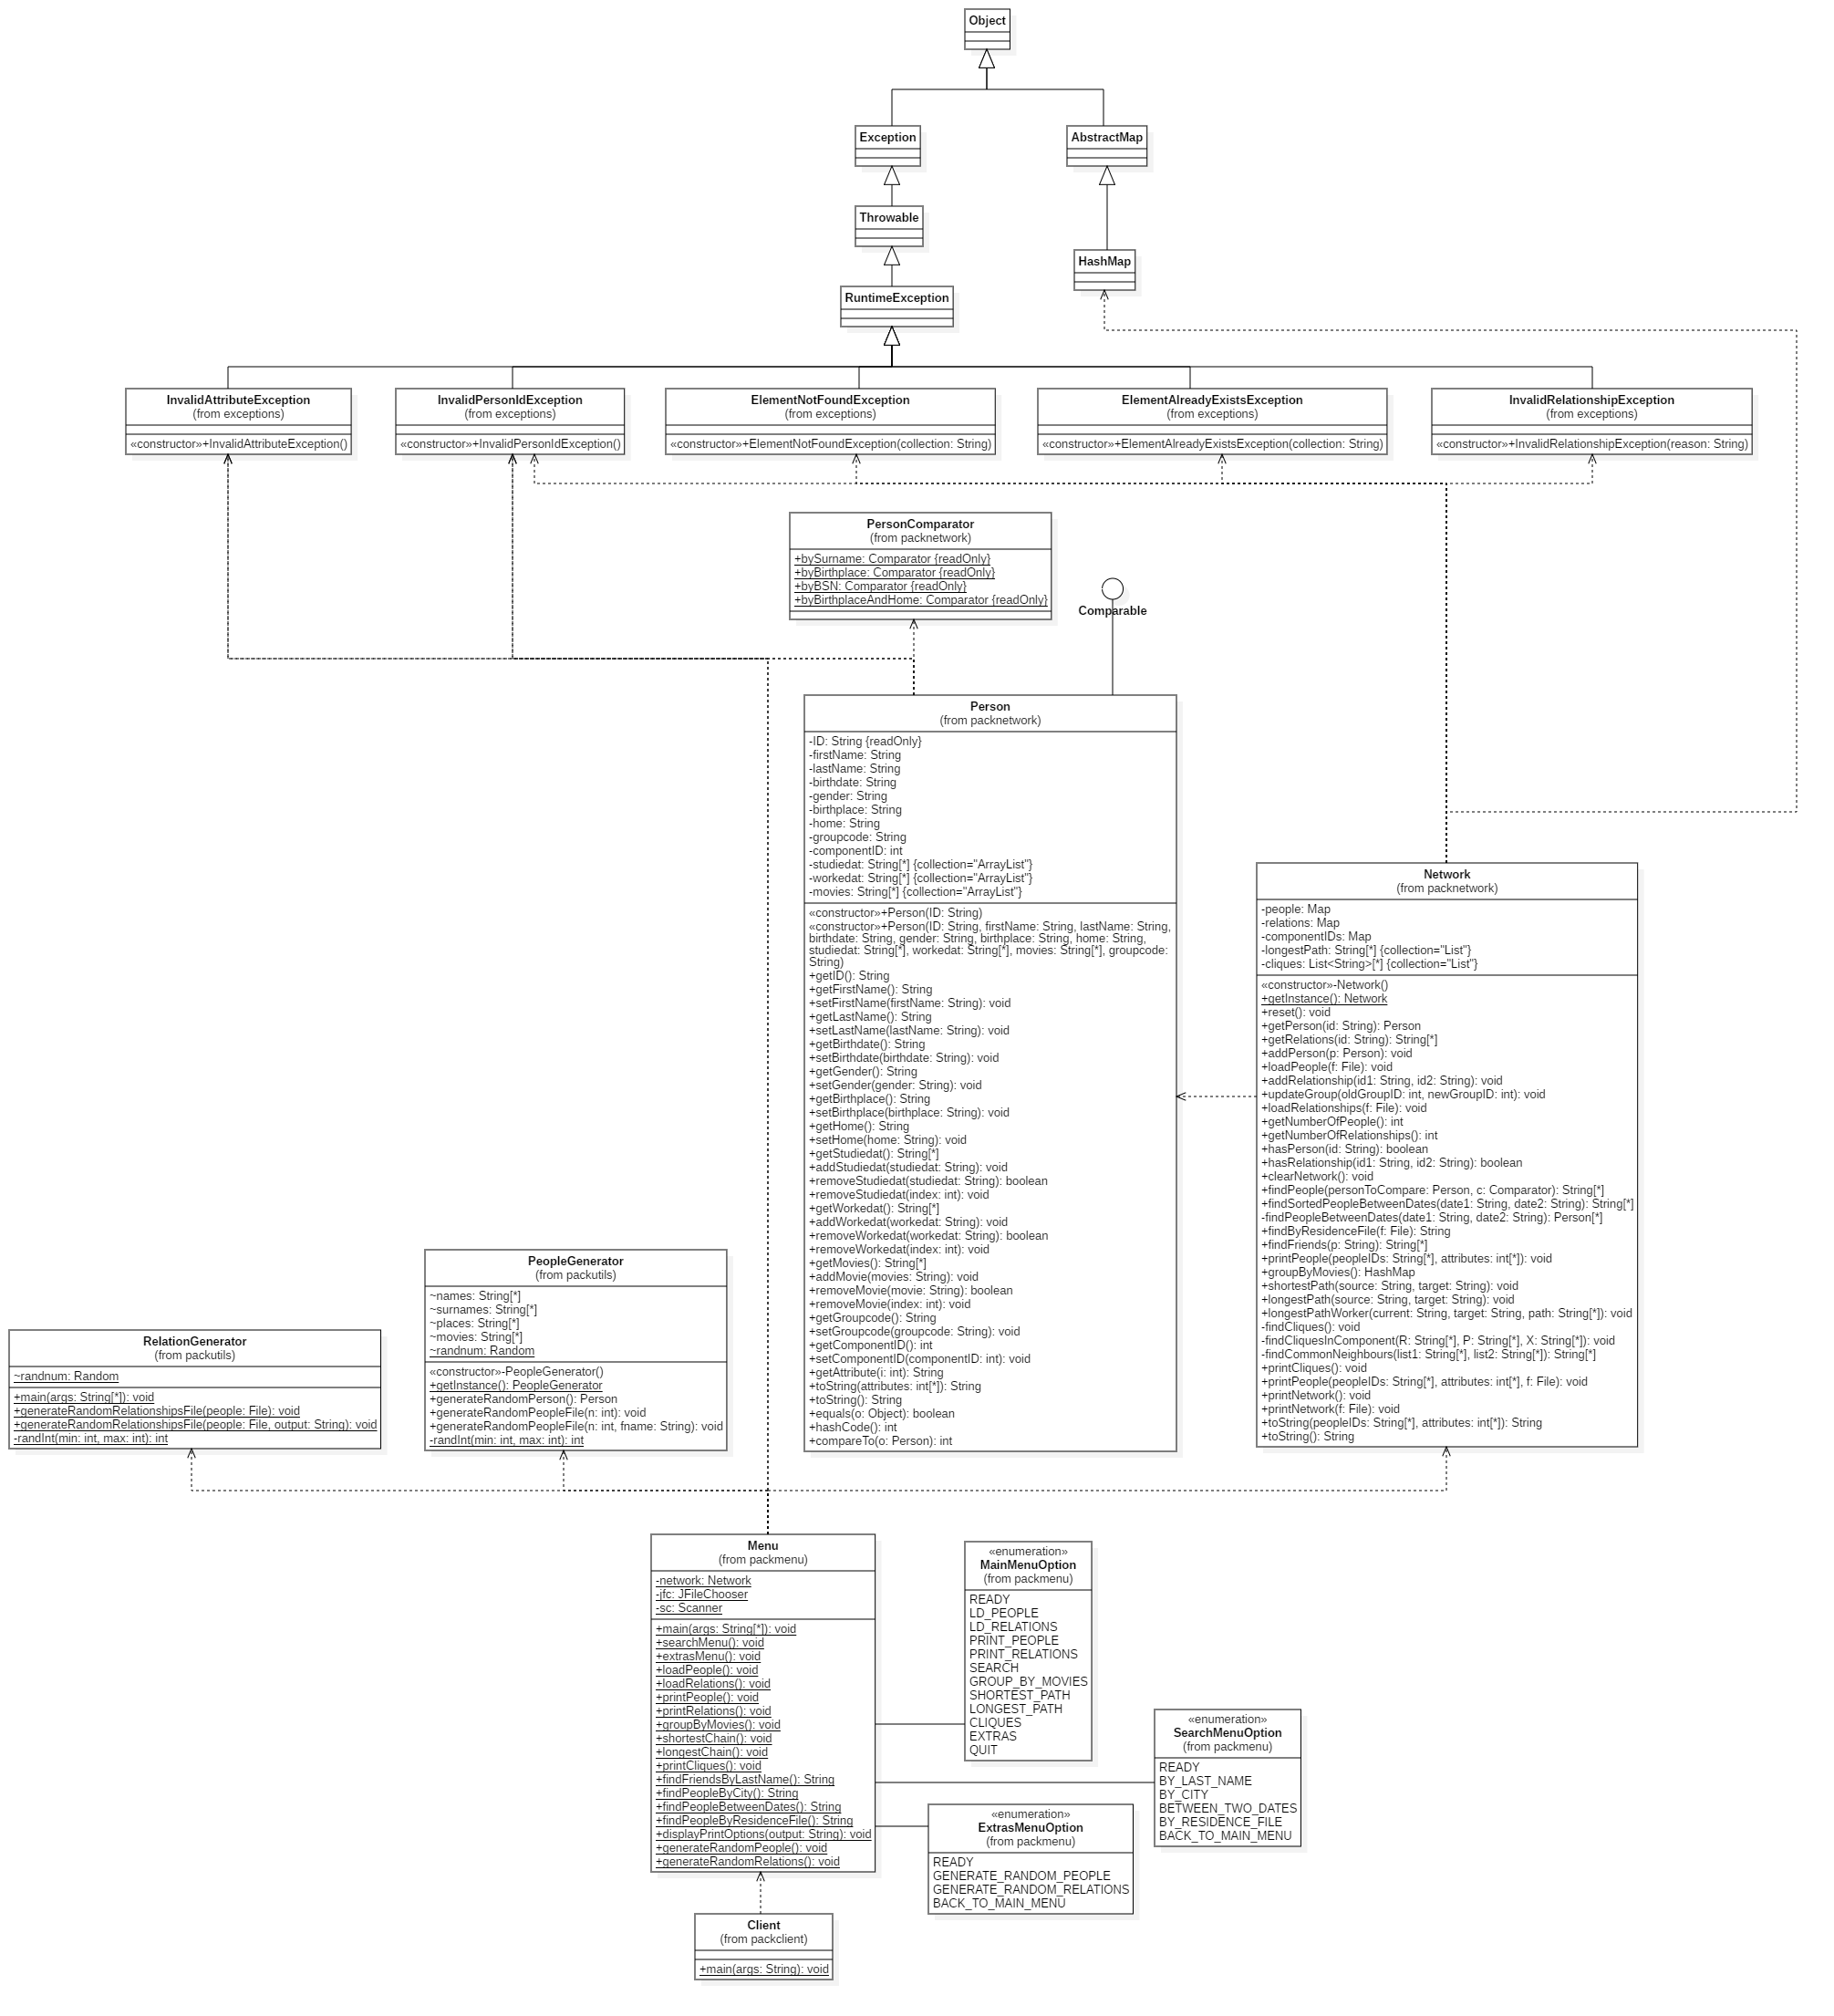 Object
Exception
AbstractMap
Throwable
HashMap
RuntimeException
InvalidAttributeException
(from exceptions)
«constructor»+InvalidAttributeException()
InvalidPersonIdException
(from exceptions)
«constructor»+InvalidPersonIdException()
ElementNotFoundException
(from exceptions)
«constructor»+ElementNotFoundException(collection: String)
ElementAlreadyExistsException
(from exceptions)
«constructor»+ElementAlreadyExistsException(collection: String)
InvalidRelationshipException
(from exceptions)
«constructor»+InvalidRelationshipException(reason: String)
PersonComparator
(from packnetwork)
+bySurname: Comparator {readOnly}
+byBirthplace: Comparator {readOnly}
+byBSN: Comparator {readOnly}
+byBirthplaceAndHome: Comparator {readOnly}
Comparable
Person
(from packnetwork)
-ID: String {readOnly}
-firstName: String
-lastName: String
-birthdate: String
-gender: String
-birthplace: String
-home: String
-groupcode: String
-componentID: int
-studiedat: String[*] {collection="ArrayList"}
-workedat: String[*] {collection="ArrayList"}
-movies: String[*] {collection="ArrayList"}
«constructor»+Person(ID: String)
«constructor»+Person(ID: String, firstName: String, lastName: String,
birthdate: String, gender: String, birthplace: String, home: String,
studiedat: String[*], workedat: String[*], movies: String[*], groupcode:
String)
+getID(): String
+getFirstName(): String
+setFirstName(firstName: String): void
+getLastName(): String
+setLastName(lastName: String): void
+getBirthdate(): String
+setBirthdate(birthdate: String): void
+getGender(): String
+setGender(gender: String): void
+getBirthplace(): String
+setBirthplace(birthplace: String): void
+getHome(): String
+setHome(home: String): void
+getStudiedat(): String[*]
+addStudiedat(studiedat: String): void
+removeStudiedat(studiedat: String): boolean
+removeStudiedat(index: int): void
+getWorkedat(): String[*]
+addWorkedat(workedat: String): void
+removeWorkedat(workedat: String): boolean
+removeWorkedat(index: int): void
+getMovies(): String[*]
+addMovie(movies: String): void
+removeMovie(movie: String): boolean
+removeMovie(index: int): void
+getGroupcode(): String
+setGroupcode(groupcode: String): void
+getComponentID(): int
+setComponentID(componentID: int): void
+getAttribute(i: int): String
+toString(attributes: int[*]): String
+toString(): String
+equals(o: Object): boolean
+hashCode(): int
+compareTo(o: Person): int
Network
(from packnetwork)
-people: Map
-relations: Map
-componentIDs: Map
-longestPath: String[*] {collection="List"}
-cliques: List<String>[*] {collection="List"}
«constructor»-Network()
+getInstance(): Network
+reset(): void
+getPerson(id: String): Person
+getRelations(id: String): String[*]
+addPerson(p: Person): void
+loadPeople(f: File): void
+addRelationship(id1: String, id2: String): void
+updateGroup(oldGroupID: int, newGroupID: int): void
+loadRelationships(f: File): void
+getNumberOfPeople(): int
+getNumberOfRelationships(): int
+hasPerson(id: String): boolean
+hasRelationship(id1: String, id2: String): boolean
+clearNetwork(): void
+findPeople(personToCompare: Person, c: Comparator): String[*]
+findSortedPeopleBetweenDates(date1: String, date2: String): String[*]
-findPeopleBetweenDates(date1: String, date2: String): Person[*]
+findByResidenceFile(f: File): String
+findFriends(p: String): String[*]
+printPeople(peopleIDs: String[*], attributes: int[*]): void
+groupByMovies(): HashMap
+shortestPath(source: String, target: String): void
+longestPath(source: String, target: String): void
+longestPathWorker(current: String, target: String, path: String[*]): void
-findCliques(): void
-findCliquesInComponent(R: String[*], P: String[*], X: String[*]): void
-findCommonNeighbours(list1: String[*], list2: String[*]): String[*]
+printCliques(): void
+printPeople(peopleIDs: String[*], attributes: int[*], f: File): void
+printNetwork(): void
+printNetwork(f: File): void
+toString(peopleIDs: String[*], attributes: int[*]): String
+toString(): String
PeopleGenerator
(from packutils)
~names: String[*]
~surnames: String[*]
~places: String[*]
~movies: String[*]
~randnum: Random
«constructor»-PeopleGenerator()
+getInstance(): PeopleGenerator
+generateRandomPerson(): Person
+generateRandomPeopleFile(n: int): void
+generateRandomPeopleFile(n: int, fname: String): void
-randInt(min: int, max: int): int
RelationGenerator
(from packutils)
~randnum: Random
+main(args: String[*]): void
+generateRandomRelationshipsFile(people: File): void
+generateRandomRelationshipsFile(people: File, output: String): void
-randInt(min: int, max: int): int
Menu
(from packmenu)
-network: Network
-jfc: JFileChooser
-sc: Scanner
+main(args: String[*]): void
+searchMenu(): void
+extrasMenu(): void
+loadPeople(): void
+loadRelations(): void
+printPeople(): void
+printRelations(): void
+groupByMovies(): void
+shortestChain(): void
+longestChain(): void
+printCliques(): void
+findFriendsByLastName(): String
+findPeopleByCity(): String
+findPeopleBetweenDates(): String
+findPeopleByResidenceFile(): String
+displayPrintOptions(output: String): void
+generateRandomPeople(): void
+generateRandomRelations(): void
«enumeration»
MainMenuOption
(from packmenu)
READY
LD_PEOPLE
LD_RELATIONS
PRINT_PEOPLE
PRINT_RELATIONS
SEARCH
GROUP_BY_MOVIES
SHORTEST_PATH
LONGEST_PATH
CLIQUES
EXTRAS
QUIT
«enumeration»
SearchMenuOption
(from packmenu)
READY
BY_LAST_NAME
BY_CITY
BETWEEN_TWO_DATES
BY_RESIDENCE_FILE
BACK_TO_MAIN_MENU
«enumeration»
ExtrasMenuOption
(from packmenu)
READY
GENERATE_RANDOM_PEOPLE
GENERATE_RANDOM_RELATIONS
BACK_TO_MAIN_MENU
Client
(from packclient)
+main(args: String): void